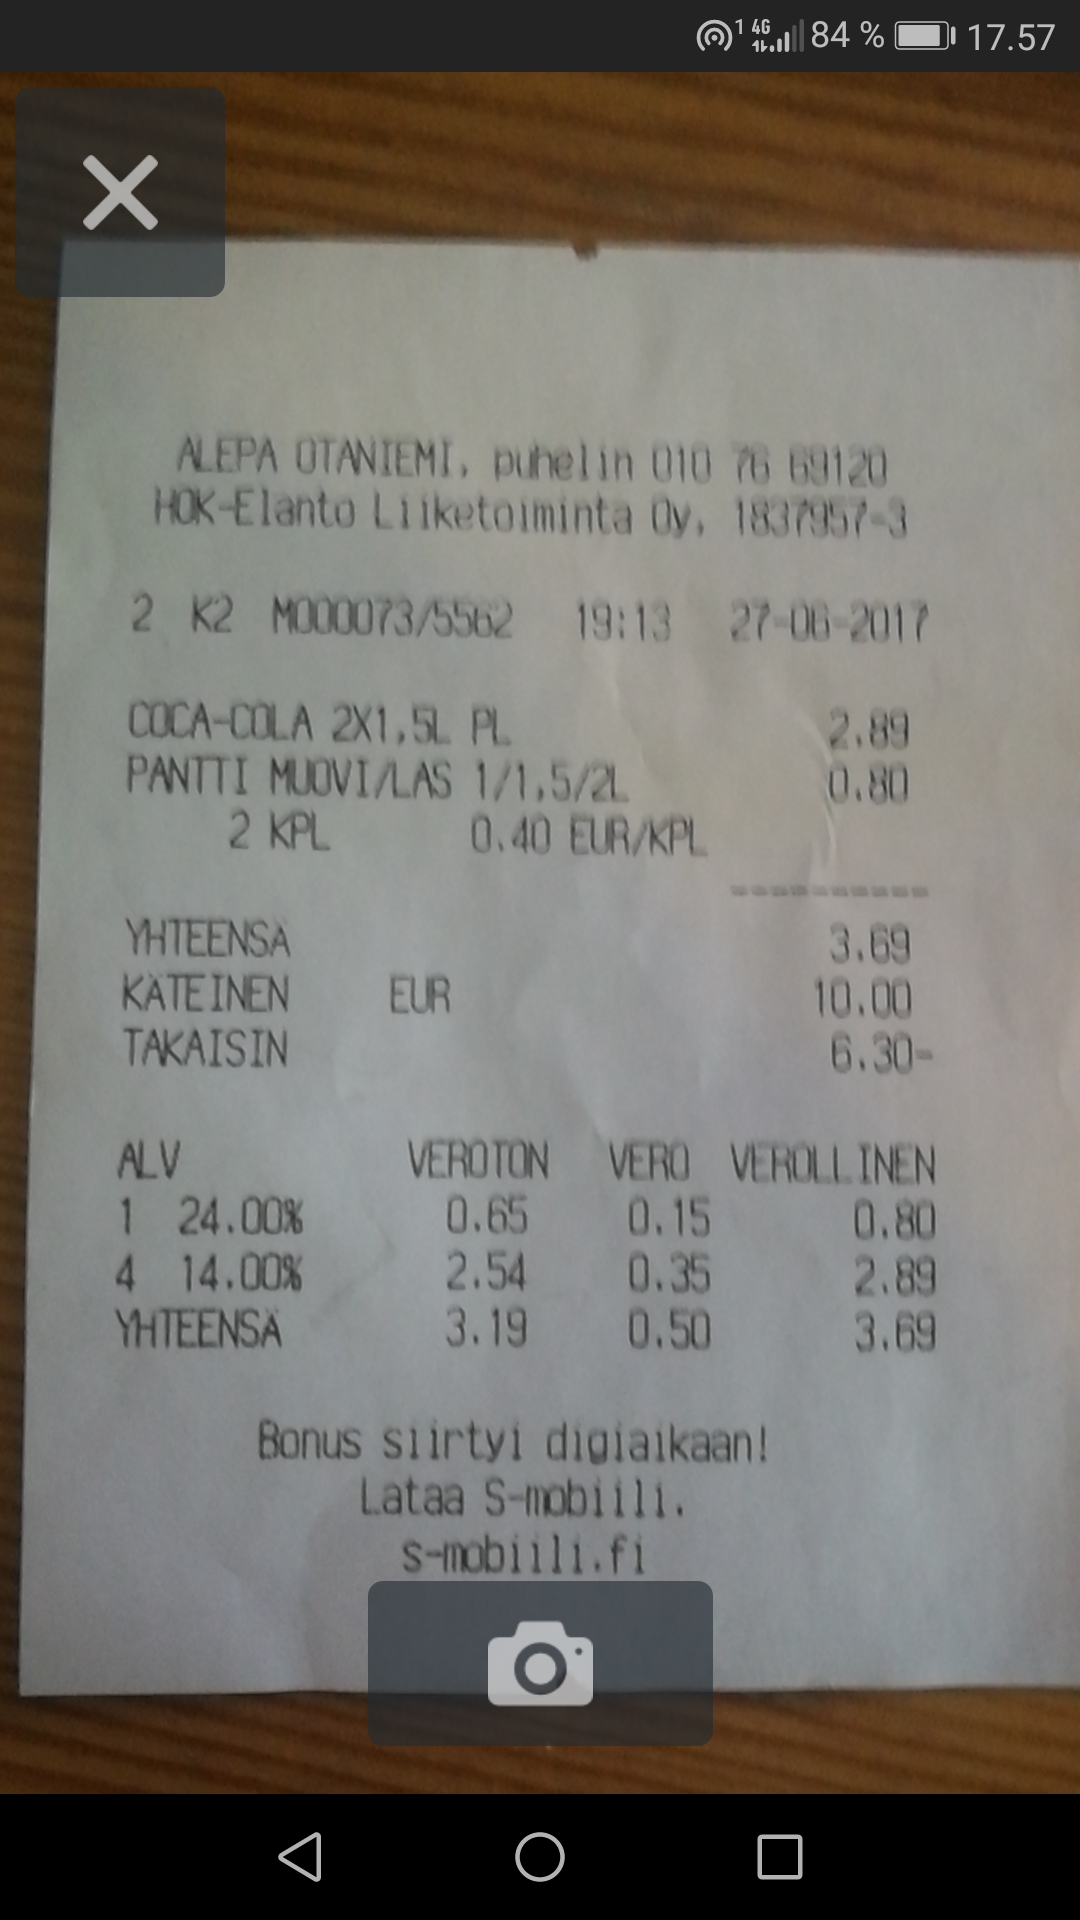 1 4G 84 % 17.57
ALEPA OTANIEMI, puhelin 010 76 69120
HOK-Elanto Liiketoiminta Oy, 1837957-3
2 K2 M000073/5562 19:13 27-06-2017
COCA-COLA 2X1,5L PL 2.89
PANTTI MUOVI/LAS 1/1,5/2L 0.80
2 KPL 0.40 EUR/KPL
----------
YHTEENSÄ 3.69
KÄTEINEN EUR 10.00
TAKAISIN 6.30-
ALV VEROTON VERO VEROLLINEN
1 24.00% 0.65 0.15 0.80
4 14.00% 2.54 0.35 2.89
YHTEENSÄ 3.19 0.50 3.69
Bonus siirtyi digiaikaan!
Lataa S-mobiili.
s-mobiili.fi